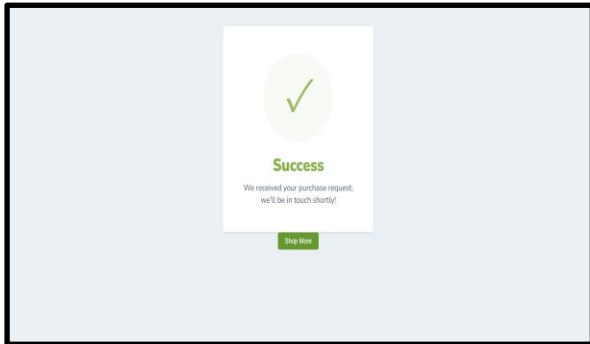 Success
We received your purchase request;
we'll be in touch shortly!
Shop More